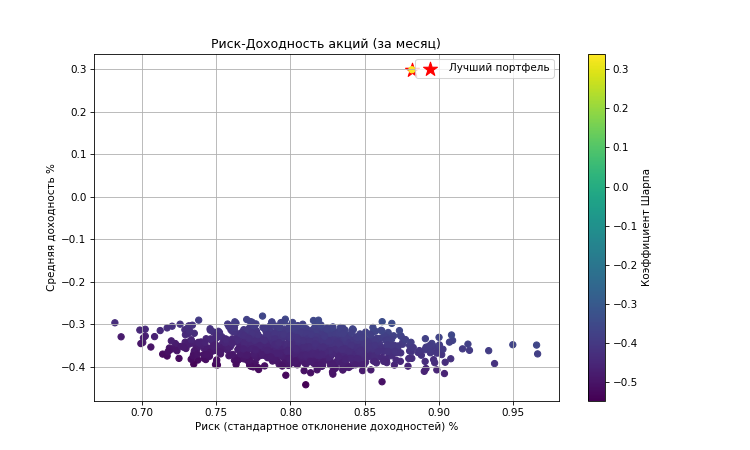 Риск-Доходность акций (за месяц)
Лучший портфель
Средняя доходность %
0.3
0.2
0.1
0.0
−0.1
−0.2
−0.3
−0.4
0.70 0.75 0.80 0.85 0.90 0.95
Риск (стандартное отклонение доходностей) %
0.3
0.2
0.1
0.0
−0.1
−0.2
−0.3
−0.4
−0.5
Коэффициент Шарпа